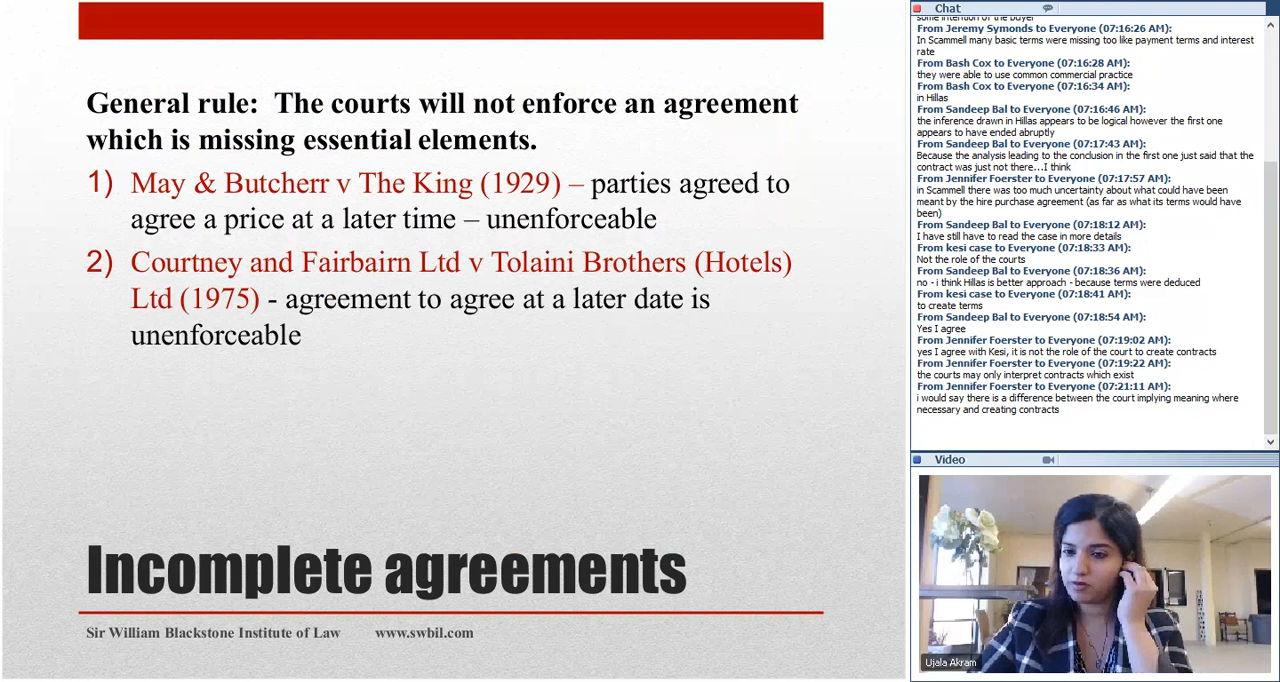 General rule:  The courts will not enforce an agreement
which is missing essential elements.
1) May & Butcherr v The King (1929) – parties agreed to
agree a price at a later time – unenforceable
2) Courtney and Fairbairn Ltd v Tolaini Brothers (Hotels)
Ltd (1975) - agreement to agree at a later date is
unenforceable
Incomplete agreements
Sir William Blackstone Institute of Law www.swbil.com
Chat
some intention of the buyer
From Jeremy Symonds to Everyone (07:16:26 AM):
In Scammell many basic terms were missing too like payment terms and interest
rate
From Bash Cox to Everyone (07:16:28 AM):
they were able to use common commercial practice
From Bash Cox to Everyone (07:16:34 AM):
in Hillas
From Sandeep Bal to Everyone (07:16:46 AM):
the inference drawn in Hillas appears to be logical however the first one
appears to have ended abruptly
From Sandeep Bal to Everyone (07:17:43 AM):
Because the analysis leading to the conclusion in the first one just said that the
contract was just not there...I think
From Jennifer Foerster to Everyone (07:17:57 AM):
in Scammell there was too much uncertainty about what could have been
meant by the hire purchase agreement (as far as what its terms would have
been)
From Sandeep Bal to Everyone (07:18:12 AM):
I have still have to read the case in more details
From kesi case to Everyone (07:18:33 AM):
Not the role of the courts
From Sandeep Bal to Everyone (07:18:36 AM):
no - i think Hillas is better approach - because terms were deduced
From kesi case to Everyone (07:18:41 AM):
to create terms
From Sandeep Bal to Everyone (07:18:54 AM):
Yes I agree
From Jennifer Foerster to Everyone (07:19:02 AM):
yes I agree with Kesi, it is not the role of the court to create contracts
From Jennifer Foerster to Everyone (07:19:22 AM):
the courts may only interpret contracts which exist
From Jennifer Foerster to Everyone (07:21:11 AM):
i would say there is a difference between the court implying meaning where
necessary and creating contracts
Video
Ujala Akram